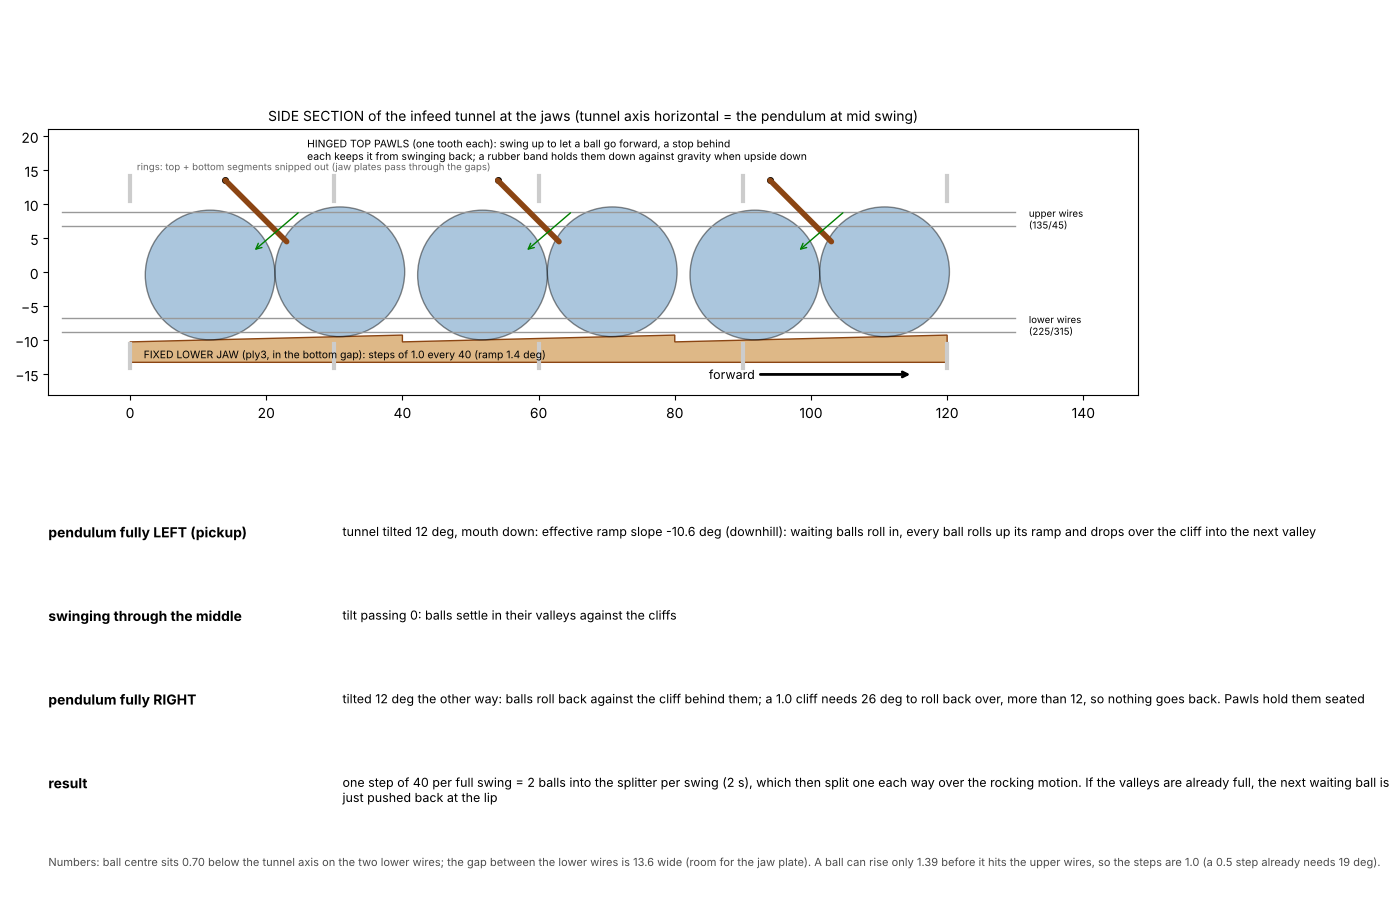 SIDE SECTION of the infeed tunnel at the jaws (tunnel axis horizontal = the pendulum at mid swing)
20
HINGED TOP PAWLS (one tooth each): swing up to let a ball go forward, a stop behind
each keeps it from swinging back; a rubber band holds them down against gravity when upside down
rings: top + bottom segments snipped out (jaw plates pass through the gaps)
15
10
upper wires
(135/45)
5
0
−5
lower wires
(225/315)
−10
FIXED LOWER JAW (ply3, in the bottom gap): steps of 1.0 every 40 (ramp 1.4 deg)
forward
−15
0 20 40 60 80 100 120 140
pendulum fully LEFT (pickup)
tunnel tilted 12 deg, mouth down: effective ramp slope -10.6 deg (downhill): waiting balls roll in, every ball rolls up its ramp and drops over the cliff into the next valley
swinging through the middle
tilt passing 0: balls settle in their valleys against the cliffs
pendulum fully RIGHT
tilted 12 deg the other way: balls roll back against the cliff behind them; a 1.0 cliff needs 26 deg to roll back over, more than 12, so nothing goes back. Pawls hold them seated
result
one step of 40 per full swing = 2 balls into the splitter per swing (2 s), which then split one each way over the rocking motion. If the valleys are already full, the next waiting ball is
just pushed back at the lip
Numbers: ball centre sits 0.70 below the tunnel axis on the two lower wires; the gap between the lower wires is 13.6 wide (room for the jaw plate). A ball can rise only 1.39 before it hits the upper wires, so the steps are 1.0 (a 0.5 step already needs 19 deg).